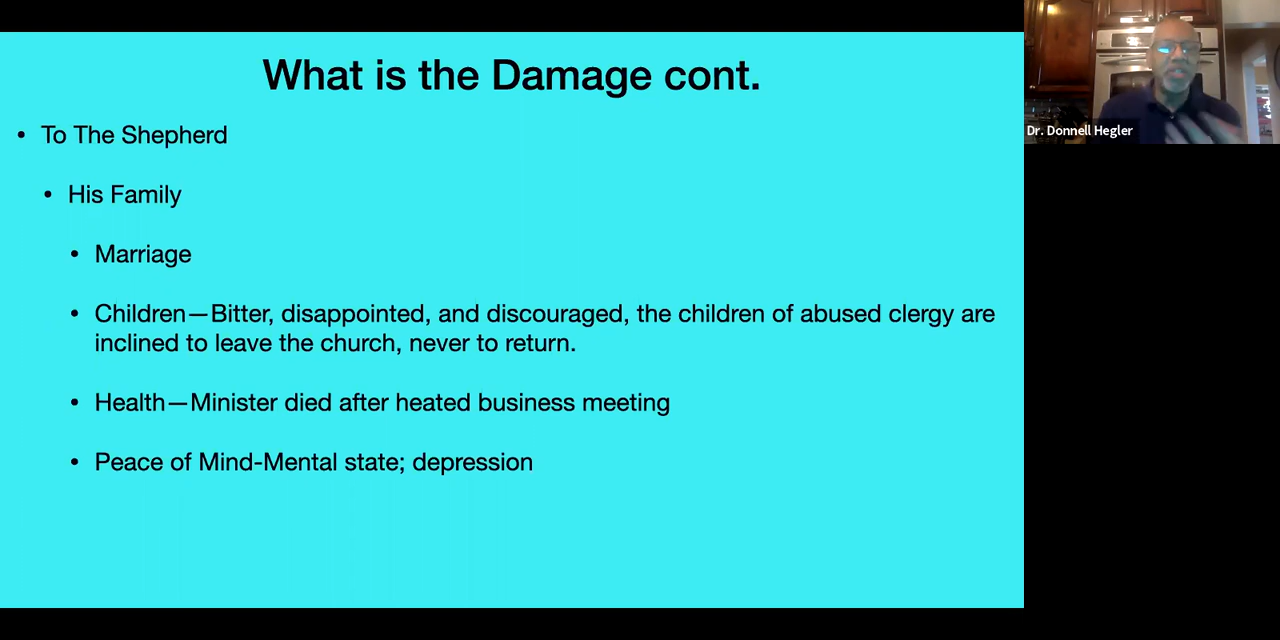 What is the Damage cont.
• To The Shepherd
• His Family
• Marriage
• Children—Bitter, disappointed, and discouraged, the children of abused clergy are
inclined to leave the church, never to return.
• Health—Minister died after heated business meeting
• Peace of Mind-Mental state; depression
Dr. Donnell Hegler